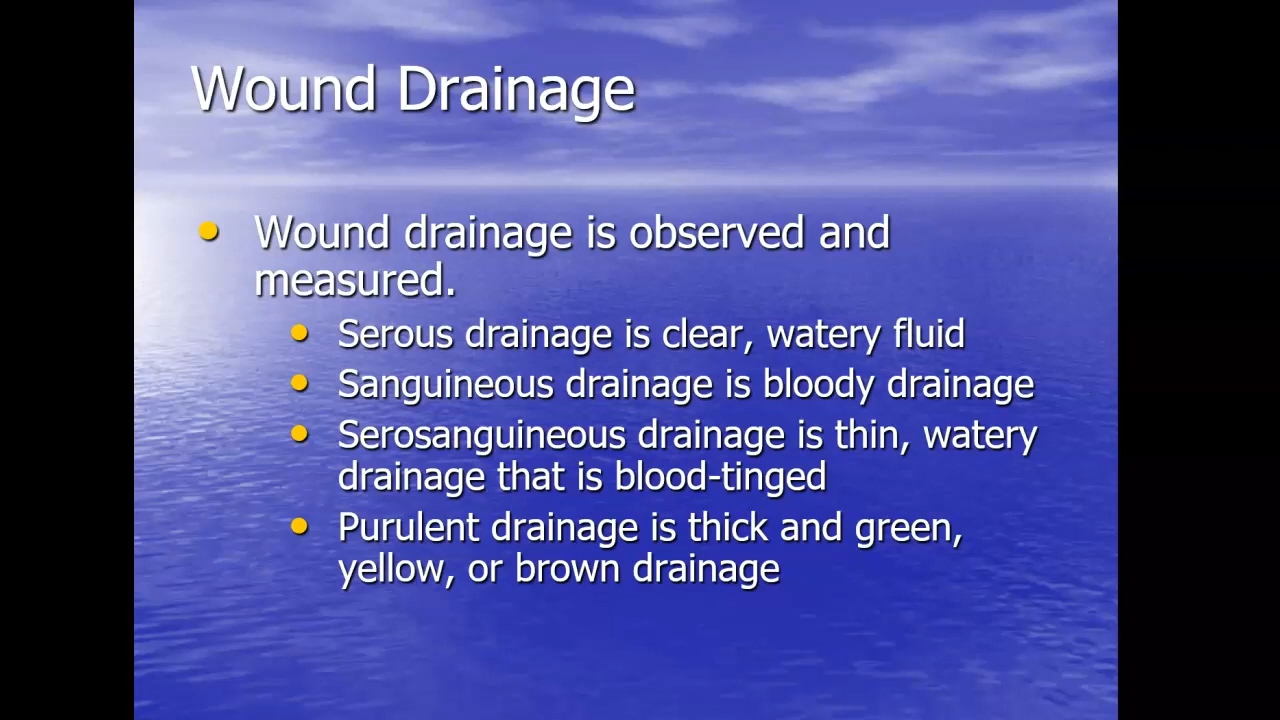 Wound Drainage
Wound drainage is observed and
measured.
Serous drainage is clear, watery fluid
Sanguineous drainage is bloody drainage
Serosanguineous drainage is thin, watery
drainage that is blood-tinged
Purulent drainage is thick and green,
yellow, or brown drainage